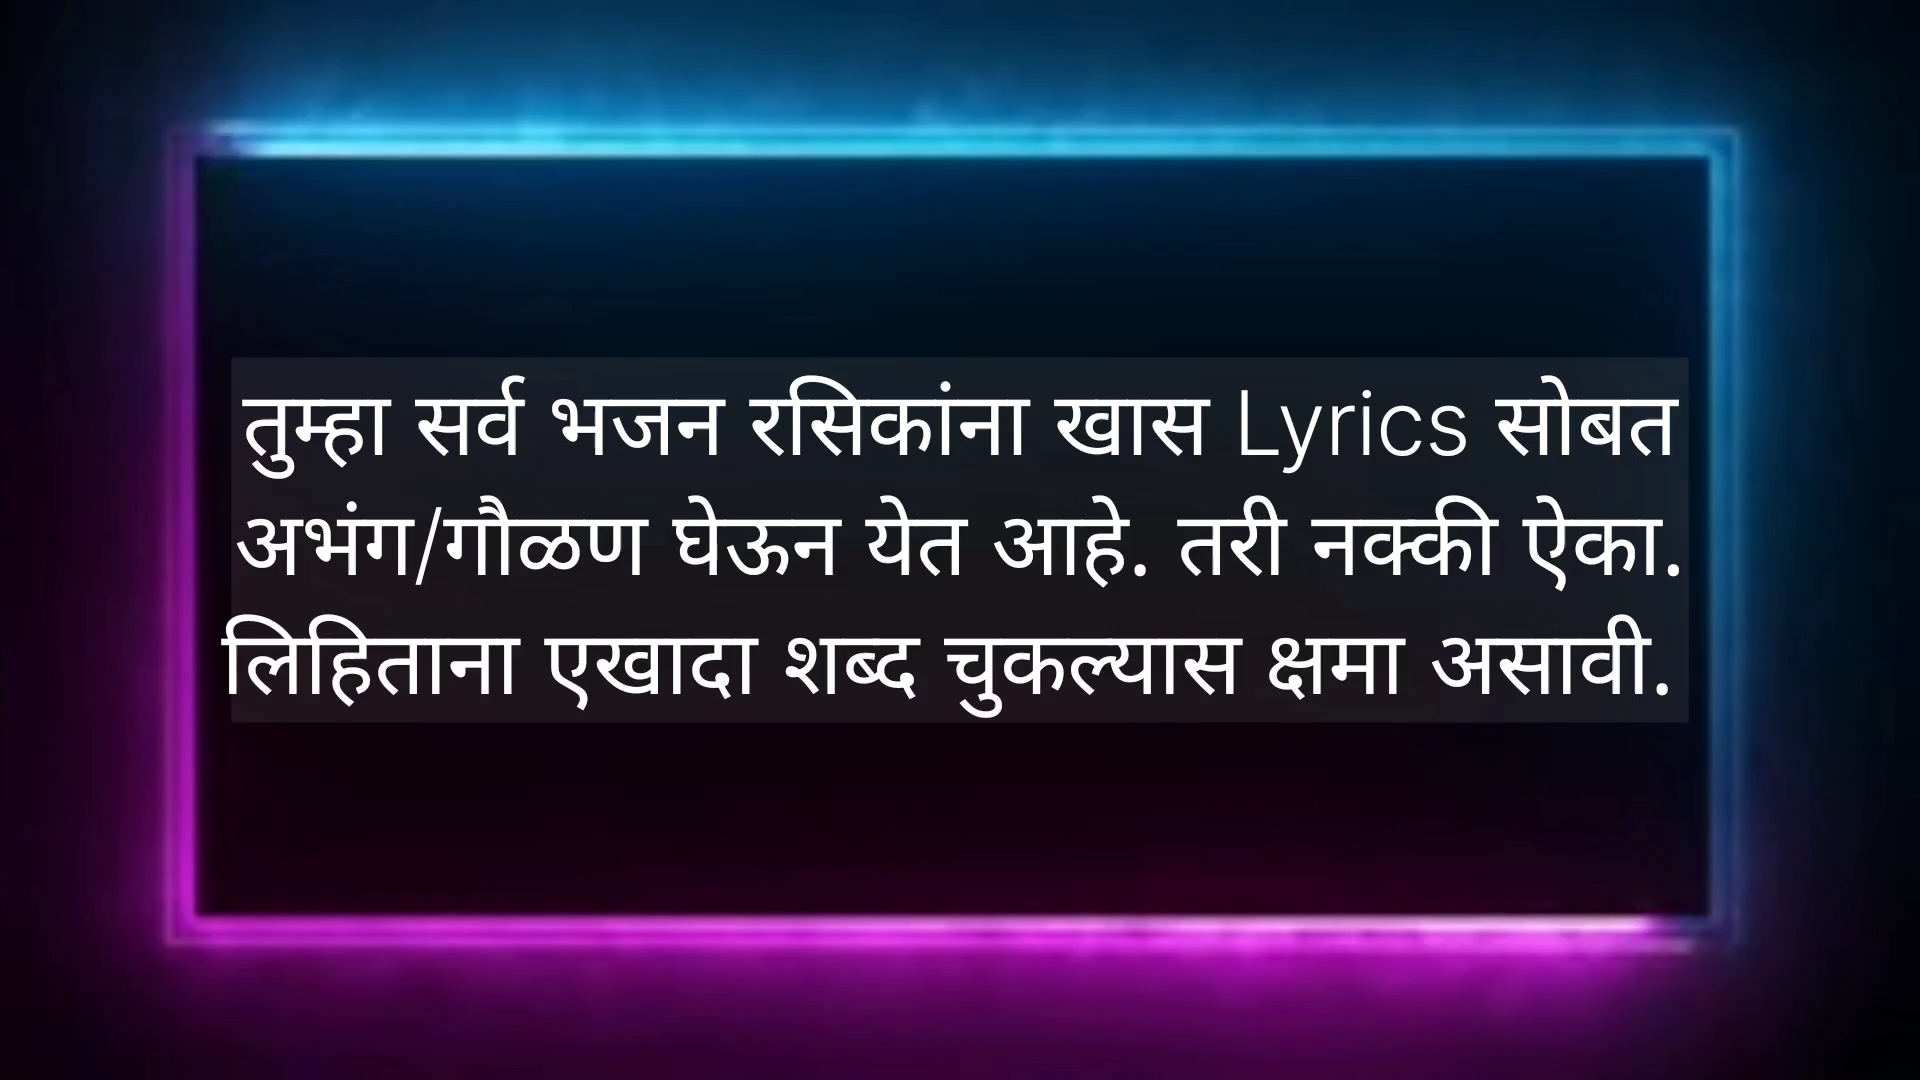 तुम्हा सर्व भजन रसिकांना खास Lyrics सोबत
अभंग/गौळण घेऊन येत आहे. तरी नक्की ऐका.
लिहिताना एखादा शब्द चुकल्यास क्षमा असावी.